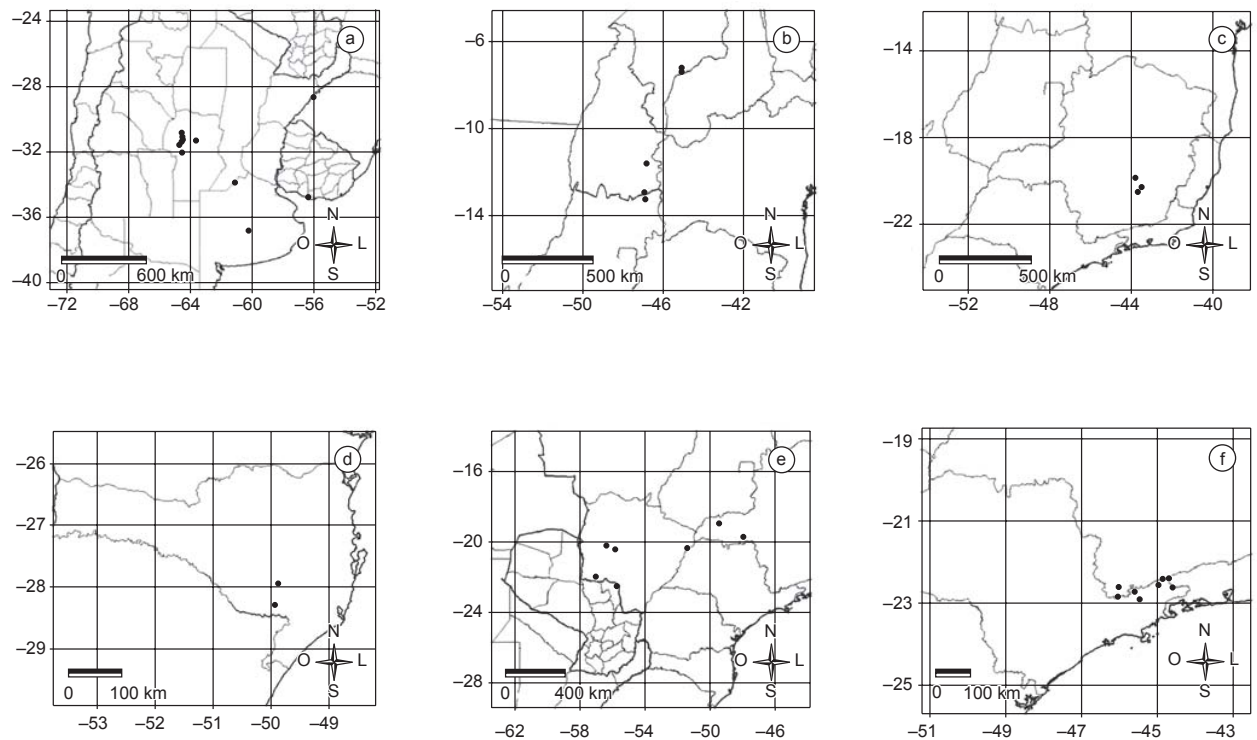 −24
−28
−32
−36
−40
a
N
O L
S
0 600 km
−72 −68 −64 −60 −56 −52
−6
−10
−14
b
N
O L
S
0 500 km
−54 −50 −46 −42
−14
−18
−22
c
N
O L
S
0 500 km
−52 −48 −44 −40
−26
−27
−28
−29
d
N
O L
S
0 100 km
−53 −52 −51 −50 −49
−16
−20
−24
−28
e
N
O L
S
0 400 km
−62 −58 −54 −50 −46
−19
−21
−23
−25
f
N
O L
S
0 100 km
−51 −49 −47 −45 −43